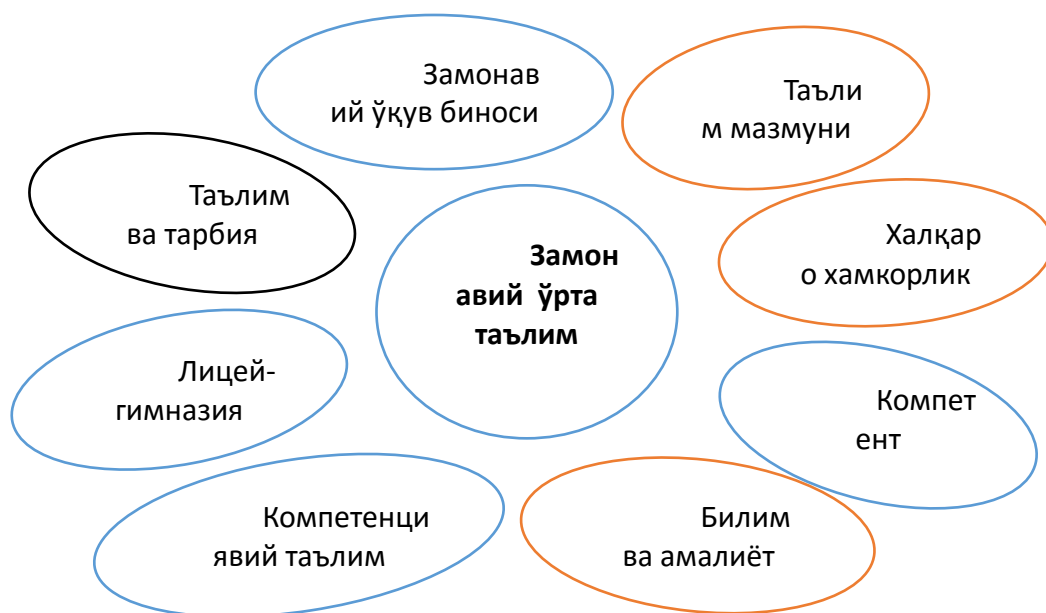 Замонав
ий ўқув биноси
Таъли
м мазмуни
Таълим
ва тарбия
Халқар
о хамкорлик
Замон
авий ўрта
таълим
Лицей-
гимназия
Компет
ент
Компетенци
явий таълим
Билим
ва амалиёт